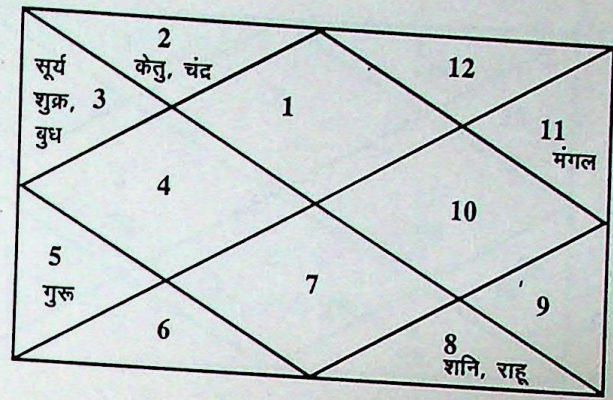 2
केतु, चंद्र
12
सूर्य
शुक्र, 3
बुध
1
11
मंगल
4
10
5
गुरू
7
9
6
8
शनि, राहू